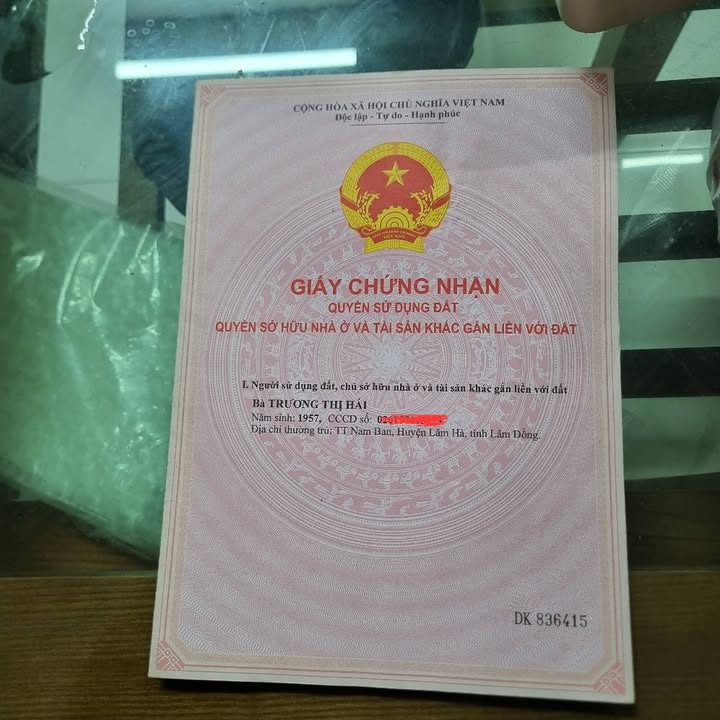 CỘNG HÒA XÃ HỘI CHỦ NGHĨA VIỆT NAM
Độc lập - Tự do - Hạnh phúc
GIẤY CHỨNG NHẬN
QUYỀN SỬ DỤNG ĐẤT
QUYỀN SỞ HỮU NHÀ Ở VÀ TÀI SẢN KHÁC GẮN LIỀN VỚI ĐẤT
I. Người sử dụng đất, chủ sở hữu nhà ở và tài sản khác gắn liền với đất
Bà TRƯƠNG THỊ HẢI
Năm sinh: 1957, CCCD số:
Địa chỉ thường trú: TT Nam Ban, Huyện Lâm Hà, tỉnh Lâm Đồng.
DK 836415